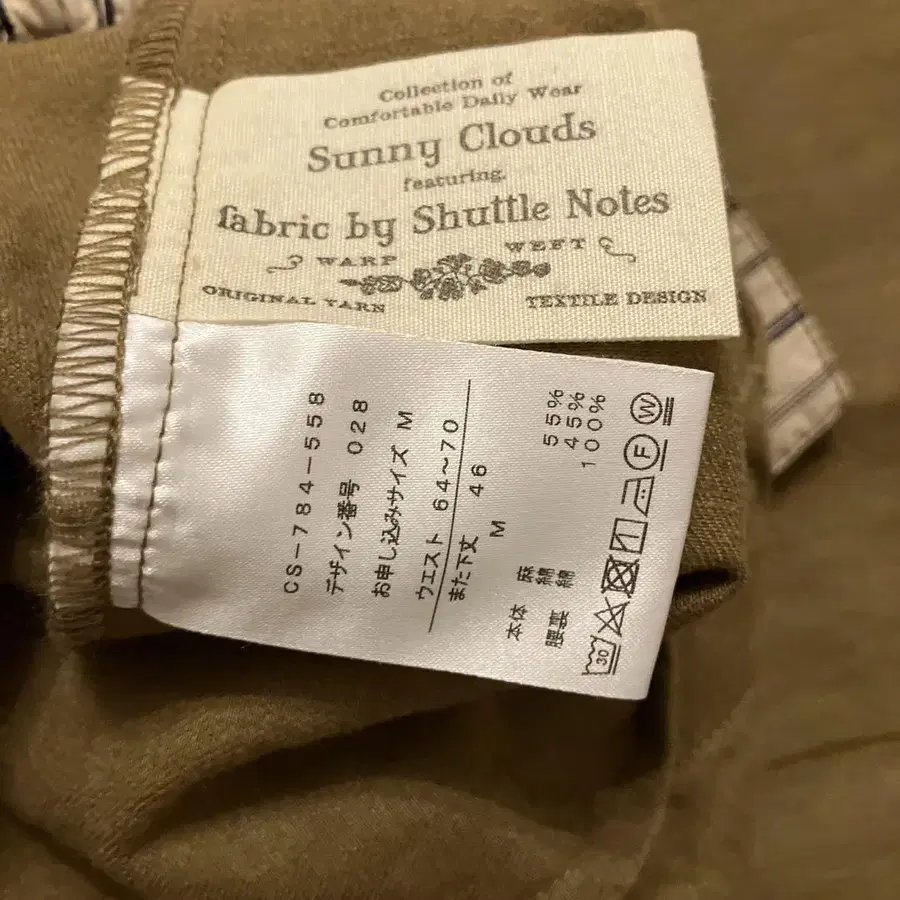 Collection of
Comfortable Daily Wear
Sunny Clouds
featuring.
fabric by Shuttle Notes
WARP WEFT
ORIGINAL YARN TEXTILE DESIGN
CS-784-558
デザイン番号 028
お申し込みサイズ M
ウエスト 64~70
また下丈 46
M
本体 麻 55%
綿 45%
腰裏 綿 100%
30
F
W